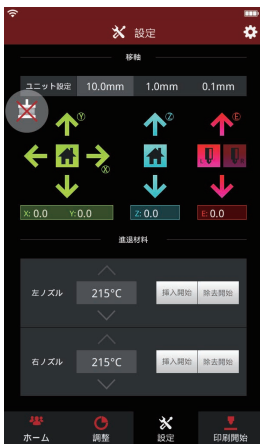 設定
移軸
ユニット設定 10.0mm 1.0mm 0.1mm
Y Z E
X
L R
X: 0.0 Y: 0.0 Z: 0.0 E: 0.0
進退材料
左ノズル 215°C 挿入開始 除去開始
右ノズル 215°C 挿入開始 除去開始
ホーム 調整 設定 印刷開始